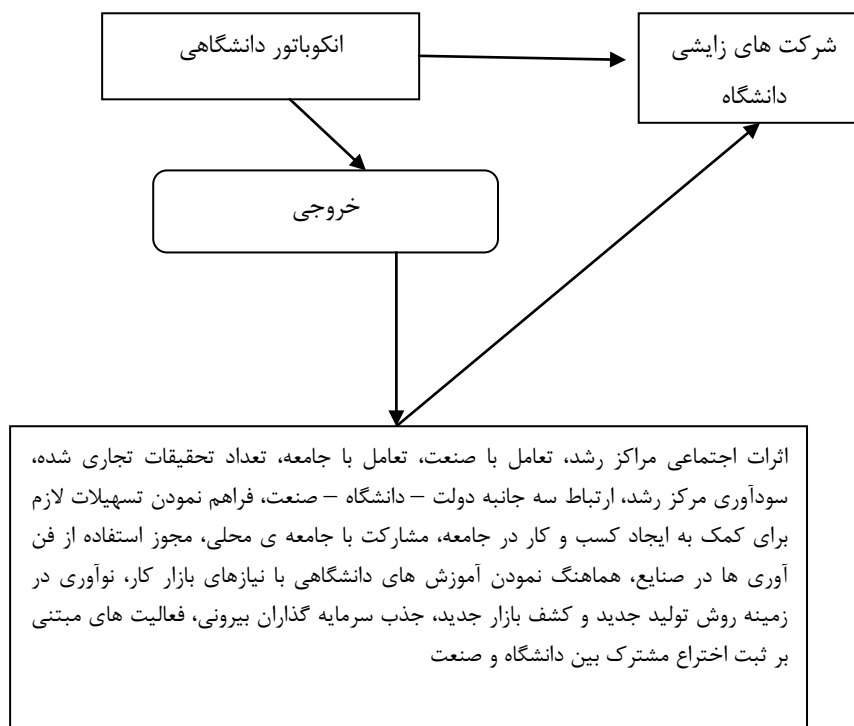 انکوباتور دانشگاهی
شرکت های زایشی
دانشگاه
خروجی
اثرات اجتماعی مراکز رشد، تعامل با صنعت، تعامل با جامعه، تعداد تحقیقات تجاری شده،
سودآوری مرکز رشد، ارتباط سه جانبه دولت – دانشگاه – صنعت، فراهم نمودن تسهیلات لازم
برای کمک به ایجاد کسب و کار در جامعه، مشارکت با جامعه ی محلی، مجوز استفاده از فن
آوری ها در صنایع، هماهنگ نمودن آموزش های دانشگاهی با نیازهای بازار کار، نوآوری در
زمینه روش تولید جدید و کشف بازار جدید، جذب سرمایه گذاران بیرونی، فعالیت های مبتنی
بر ثبت اختراع مشترک بین دانشگاه و صنعت